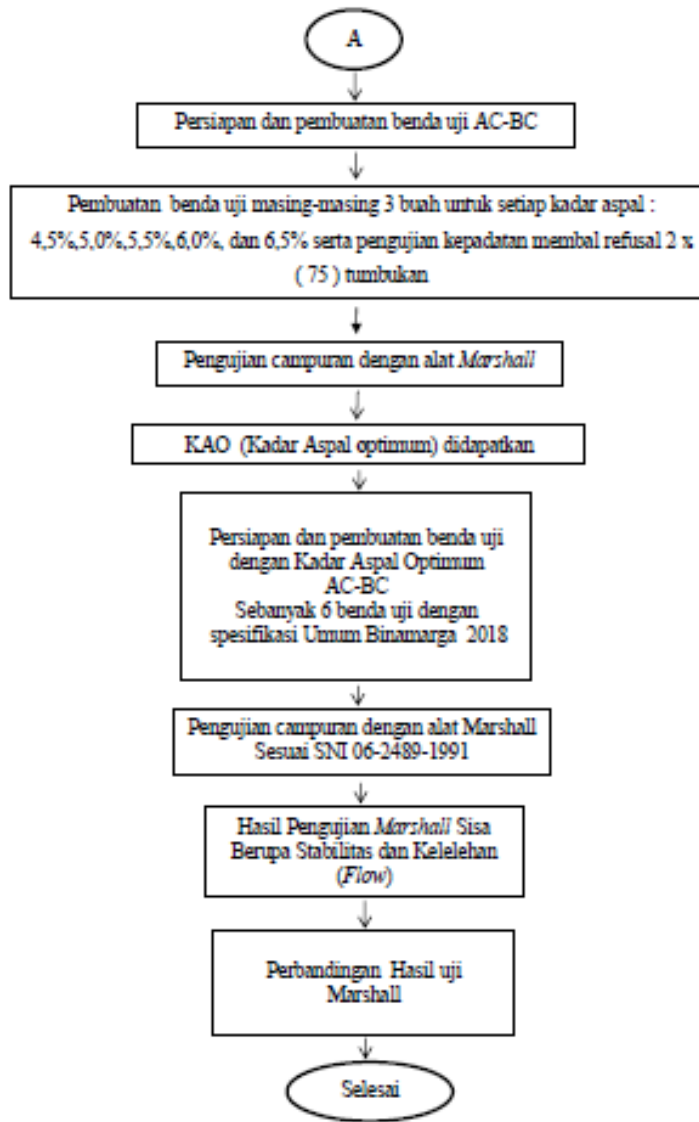 A
Persiapan dan pembuatan benda uji AC-BC
Pembuatan benda uji masing-masing 3 buah untuk setiap kadar aspal :
4,5%,5,0%,5,5%,6,0%, dan 6,5% serta pengujian kepadatan membal refusal 2 x
( 75 ) tumbukan
Pengujian campuran dengan alat Marshall
KAO (Kadar Aspal optimum) didapatkan
Persiapan dan pembuatan benda uji
dengan Kadar Aspal Optimum
AC-BC
Sebanyak 6 benda uji dengan
spesifikasi Umum Binamarga 2018
Pengujian campuran dengan alat Marshall
Sesuai SNI 06-2489-1991
Hasil Pengujian Marshall Sisa
Berupa Stabilitas dan Kelelehan
(Flow)
Perbandingan Hasil uji
Marshall
Selesai